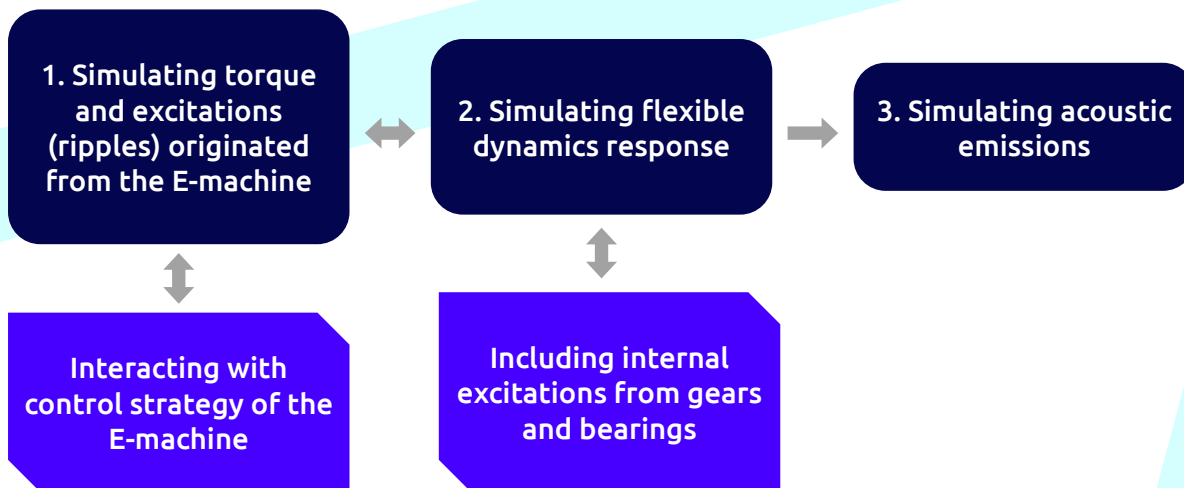 1. Simulating torque
and excitations
(ripples) originated
from the E-machine
2. Simulating flexible
dynamics response
3. Simulating acoustic
emissions
Interacting with
control strategy of the
E-machine
Including internal
excitations from gears
and bearings